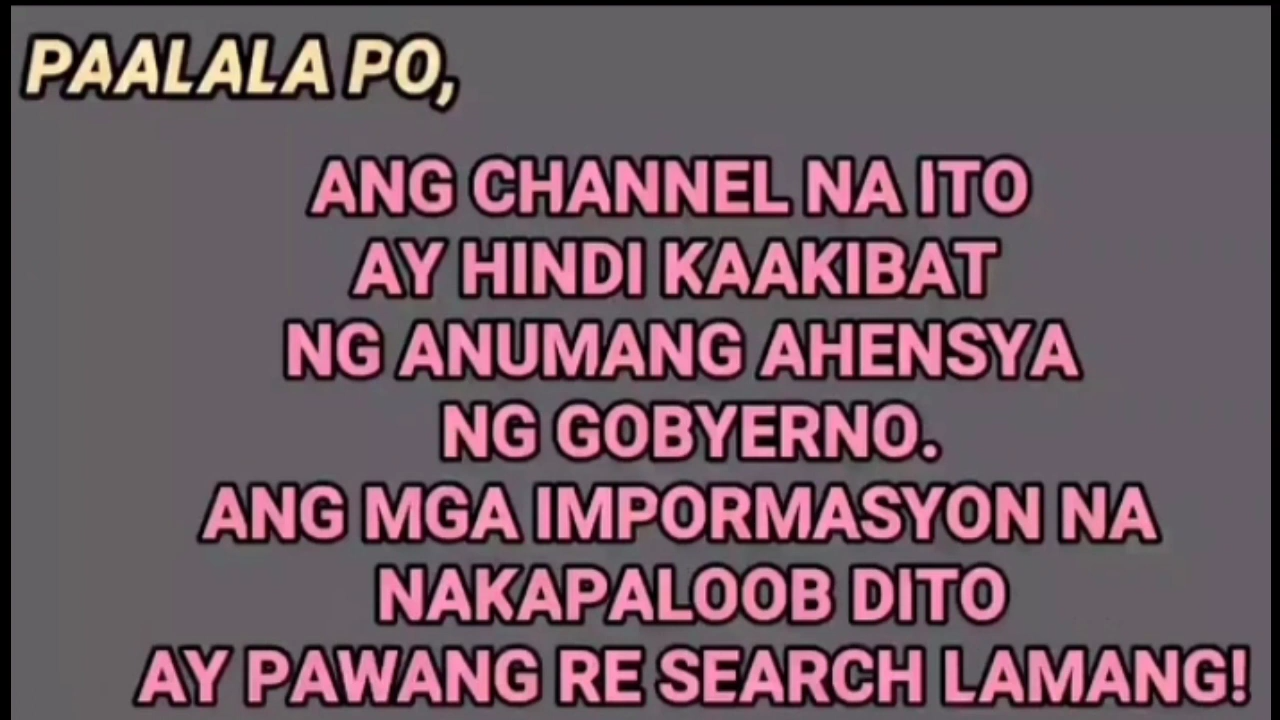 PAALALA PO,
ANG CHANNEL NA ITO
AY HINDI KAAKIBAT
NG ANUMANG AHENSYA
NG GOBYERNO.
ANG MGA IMPORMASYON NA
NAKAPALOOB DITO
AY PAWANG RE SEARCH LAMANG!